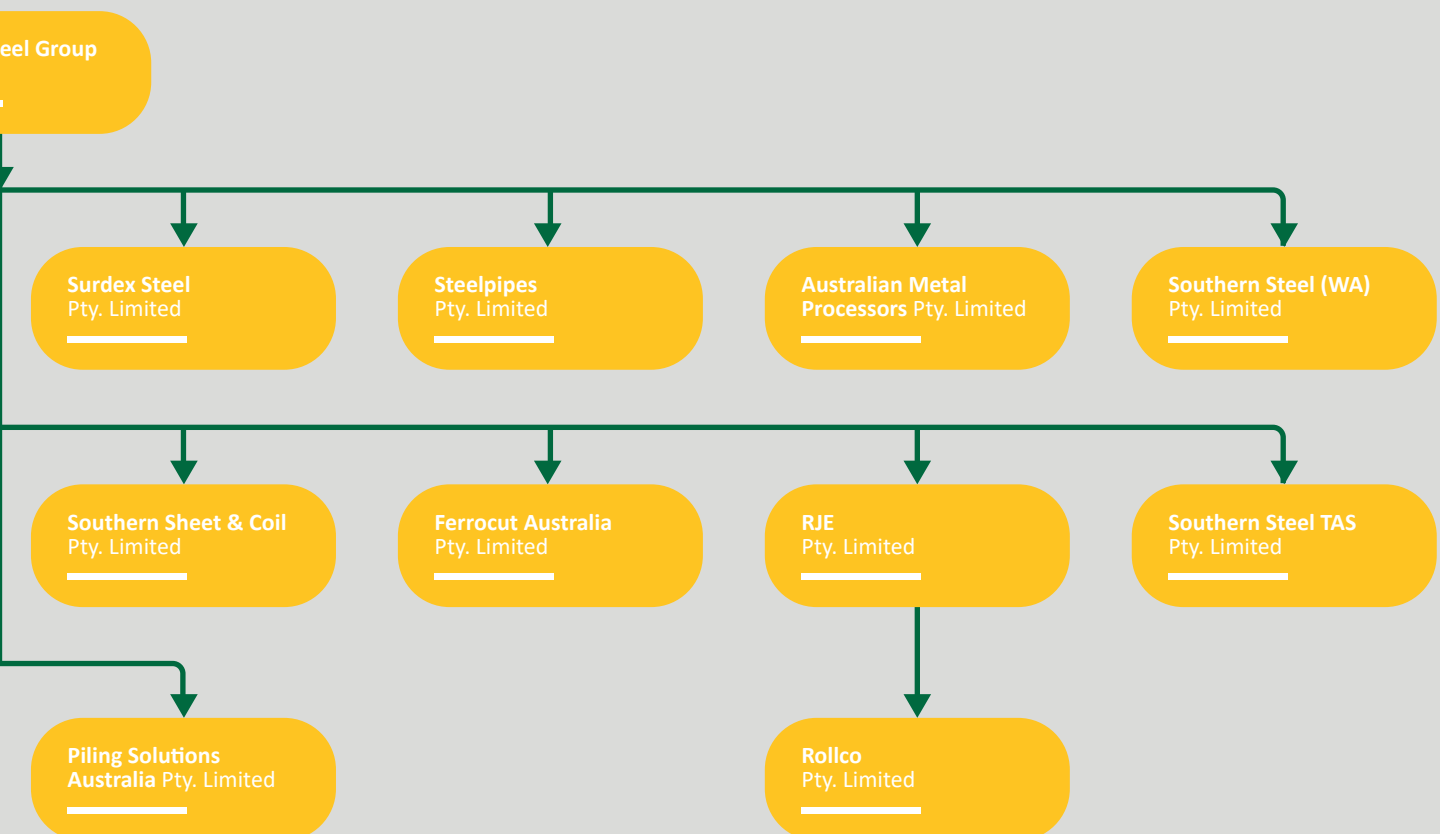 eel Group
Surdex Steel
Pty. Limited
Steelpipes
Pty. Limited
Australian Metal
Processors Pty. Limited
Southern Steel (WA)
Pty. Limited
Southern Sheet & Coil
Pty. Limited
Ferrocut Australia
Pty. Limited
RJE
Pty. Limited
Southern Steel TAS
Pty. Limited
Piling Solutions
Australia Pty. Limited
Rollco
Pty. Limited